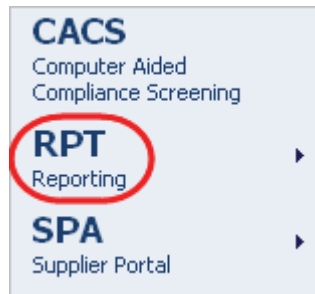 CACS
Computer Aided
Compliance Screening
RPT
Reporting
SPA
Supplier Portal